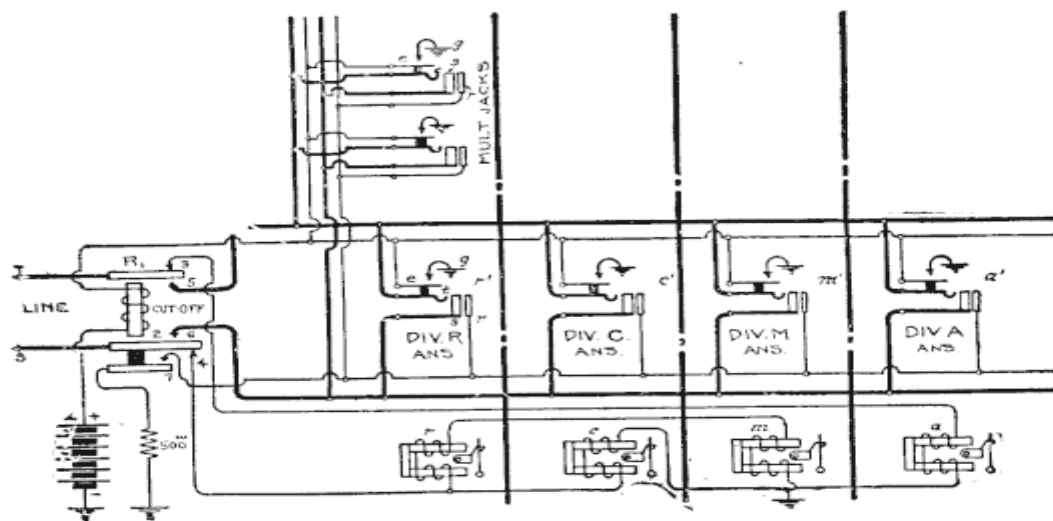 g
MULT JACKS
T
R,
3
5
LINE
CUT-OFF
2
6
4
1
S
500
+
e
g
r'
t
s
r
DIV. R
ANS
c'
DIV. C.
ANS.
m'
DIV. M
ANS.
a'
DIV. A
ANS.
r
c
m
a